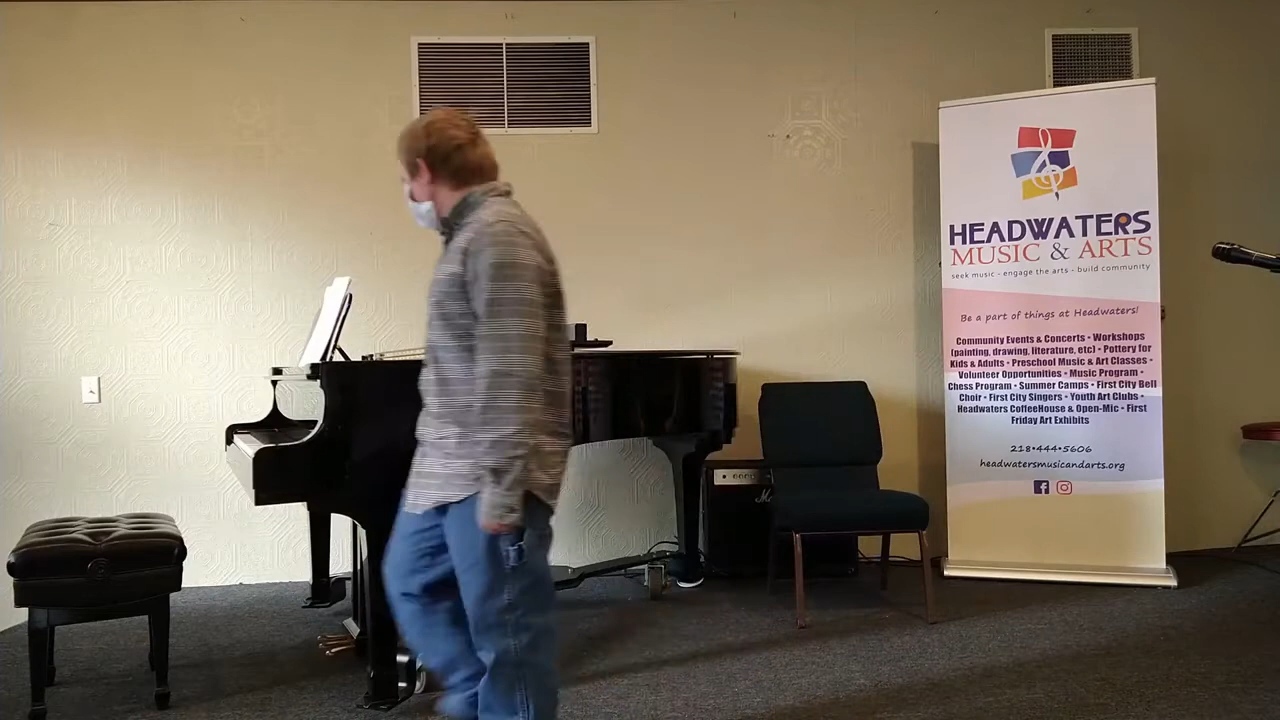 HEADWATERS
MUSIC & ARTS
seek music - engage the arts - build community
Be a part of things at Headwaters!
Community Events & Concerts • Workshops
(painting, drawing, literature, etc) • Pottery for
Kids & Adults • Preschool Music & Art Classes •
Volunteer Opportunities • Music Program •
Chess Program • Summer Camps • First City Bell
Choir • First City Singers • Youth Art Clubs •
Headwaters CoffeeHouse & Open-Mic • First
Friday Art Exhibits
218•444•5606
headwatersmusicandarts.org